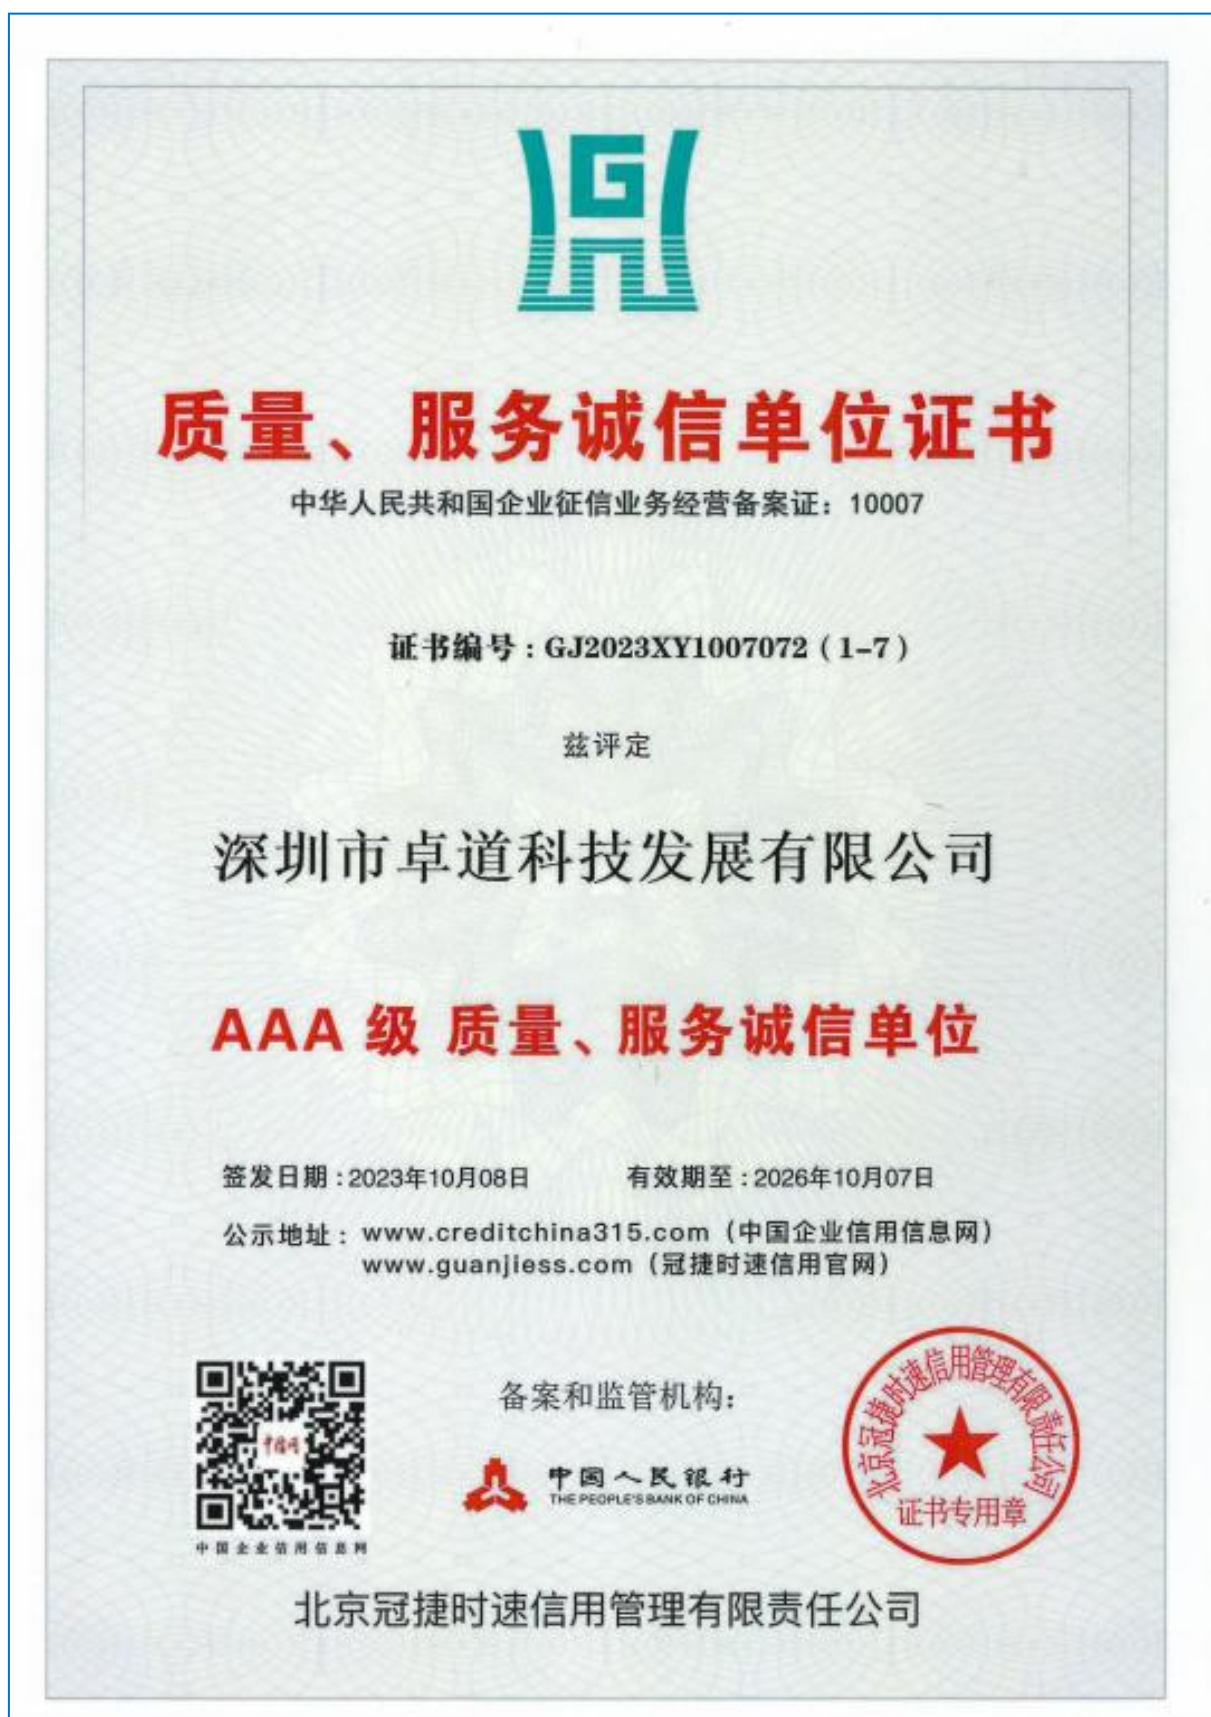 质量、服务诚信单位证书
中华人民共和国企业征信业务经营备案证：10007
证书编号：GJ2023XY1007072（1-7）
兹评定
深圳市卓道科技发展有限公司
AAA 级 质量、服务诚信单位
签发日期：2023年10月08日 有效期至：2026年10月07日
公示地址：www.creditchina315.com（中国企业信用信息网）
www.guanjiess.com（冠捷时速信用官网）
备案和监管机构：
中国人民银行
THE PEOPLE'S BANK OF CHINA
中国企业信用信息网
北京冠捷时速信用管理有限责任公司
证书专用章
北京冠捷时速信用管理有限责任公司